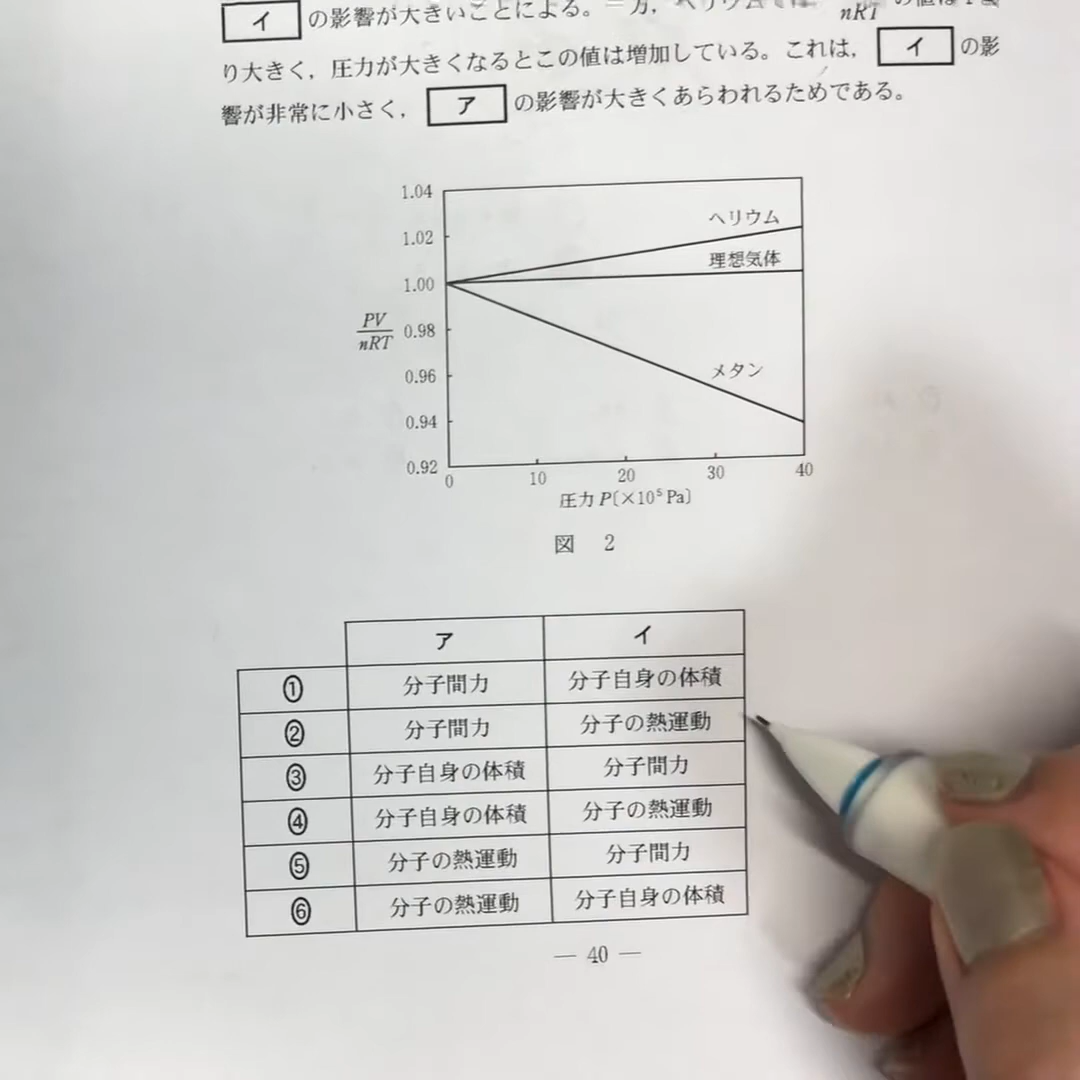 イ の影響が大きいことによる。一方，ヘリウムでは nRT の値は1よ
り大きく，圧力が大きくなるとこの値は増加している。これは， イ の影
響が非常に小さく， ア の影響が大きくあらわれるためである。
1.04
1.02
1.00
0.98
0.96
0.94
0.92
PV
nRT
ヘリウム
理想気体
メタン
0 10 20 30 40
圧力 P〔×10⁵ Pa〕
図 2
ア イ
① 分子間力 分子自身の体積
② 分子間力 分子の熱運動
③ 分子自身の体積 分子間力
④ 分子自身の体積 分子の熱運動
⑤ 分子の熱運動 分子間力
⑥ 分子の熱運動 分子自身の体積
— 40 —